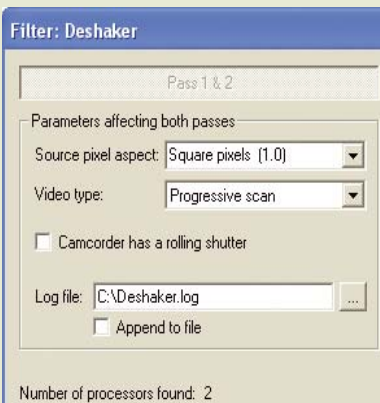 Filter: Deshaker
Pass 1 & 2
Parameters affecting both passes
Source pixel aspect: Square pixels (1.0)
Video type: Progressive scan
Camcorder has a rolling shutter
Log file: C:\Deshaker.log ...
Append to file
Number of processors found: 2